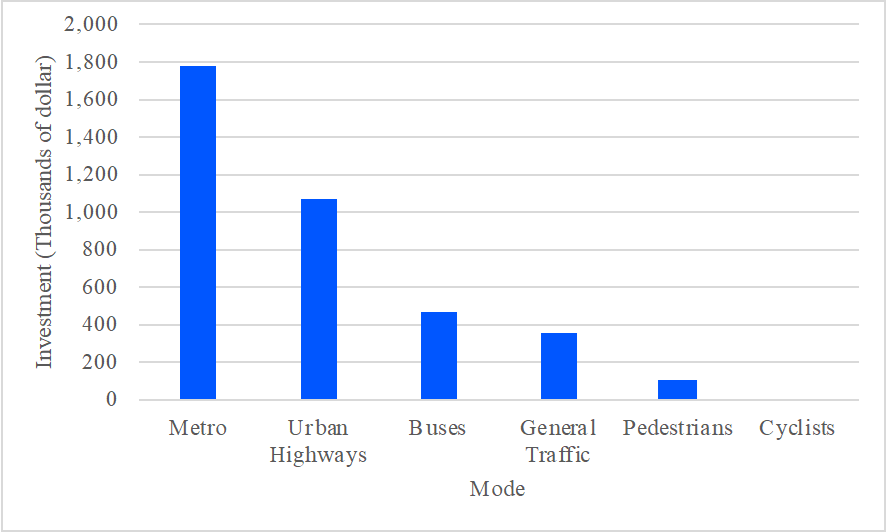 Investment (Thousands of dollar)
2,000
1,800
1,600
1,400
1,200
1,000
800
600
400
200
0
Metro
Urban
Highways
Buses
General
Traffic
Pedestrians
Cyclists
Mode